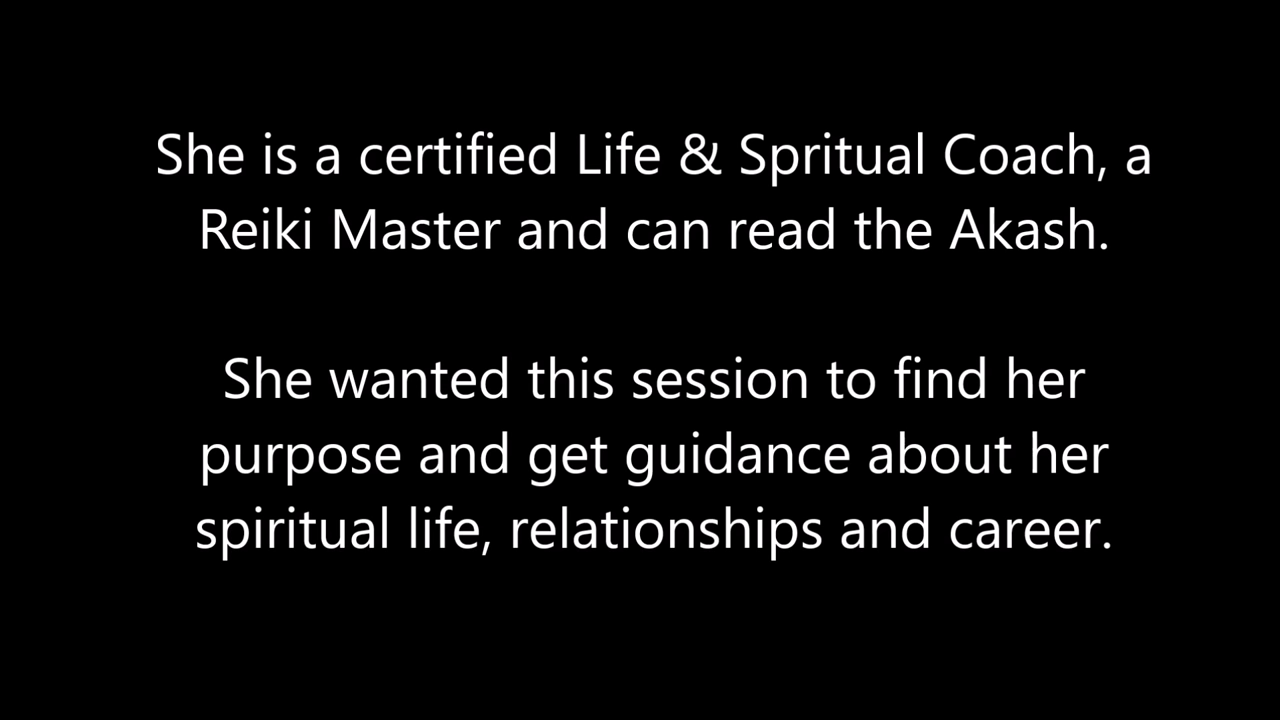 She is a certified Life & Spritual Coach, a
Reiki Master and can read the Akash.
She wanted this session to find her
purpose and get guidance about her
spiritual life, relationships and career.